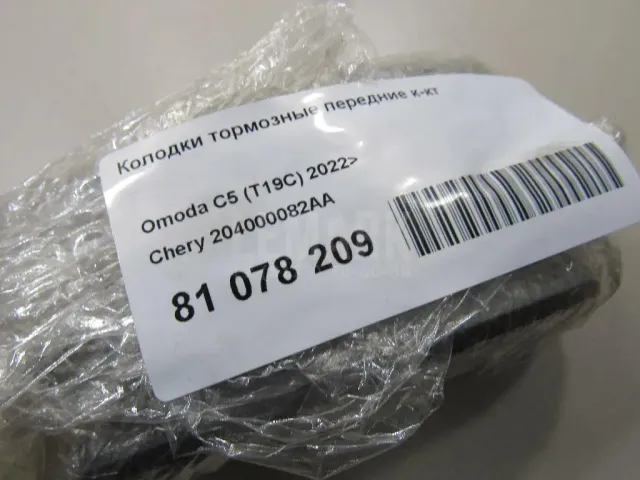 Колодки тормозные передние к-кт
Omoda C5 (T19C) 2022>
Chery 204000082AA
81 078 209